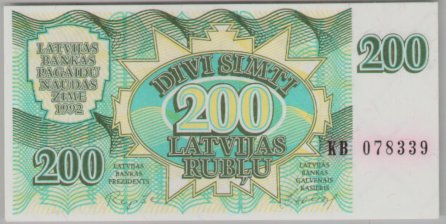 LATVIJAS
BANKAS
PAGAIDU
NAUDAS
ZĪME
1992
200
DIVI SIMTI
200
LATVIJAS
RUBĻU
KB 078339
200
LATVIJAS
BANKAS
PREZIDENTS
LATVIJAS
BANKAS
GALVENAIS
KASIERIS